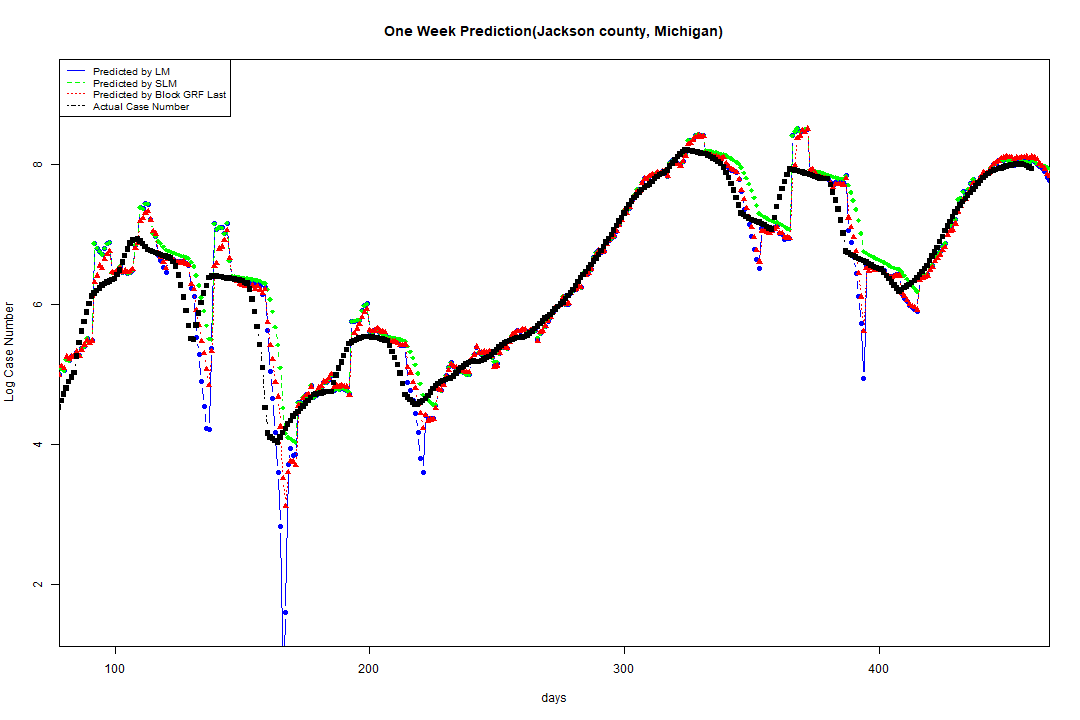 One Week Prediction(Jackson county, Michigan)
Predicted by LM
Predicted by SLM
Predicted by Block GRF Last
Actual Case Number
Log Case Number
8
6
4
2
100 200 300 400
days